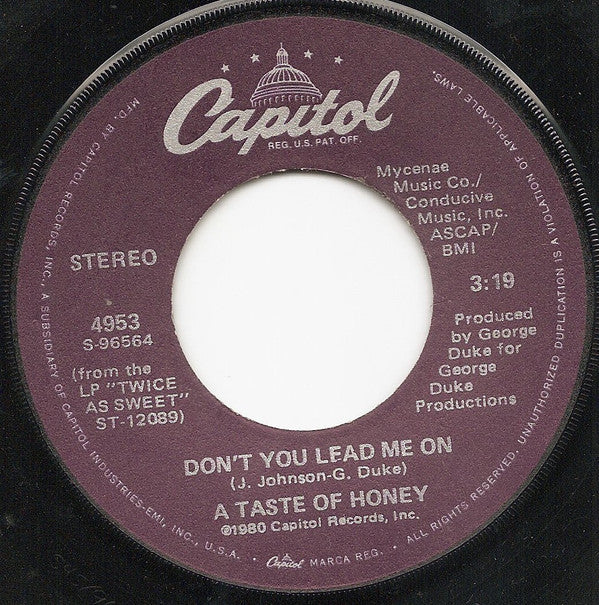 Capitol
REG. U.S. PAT. OFF.
Mycenae
Music Co./
Conducive
Music, Inc.
ASCAP/
BMI
STEREO
3:19
4953
S-96564
(from the
LP "TWICE
AS SWEET"
ST-12089)
Produced
by George
Duke for
George
Duke
Productions
DON'T YOU LEAD ME ON
(J. Johnson-G. Duke)
A TASTE OF HONEY
℗1980 Capitol Records, Inc.
MFD. BY CAPITOL RECORDS, INC., A SUBSIDIARY OF CAPITOL INDUSTRIES-EMI, INC., U.S.A. • Capitol MARCA REG. • ALL RIGHTS RESERVED. UNAUTHORIZED DUPLICATION IS A VIOLATION OF APPLICABLE LAWS.